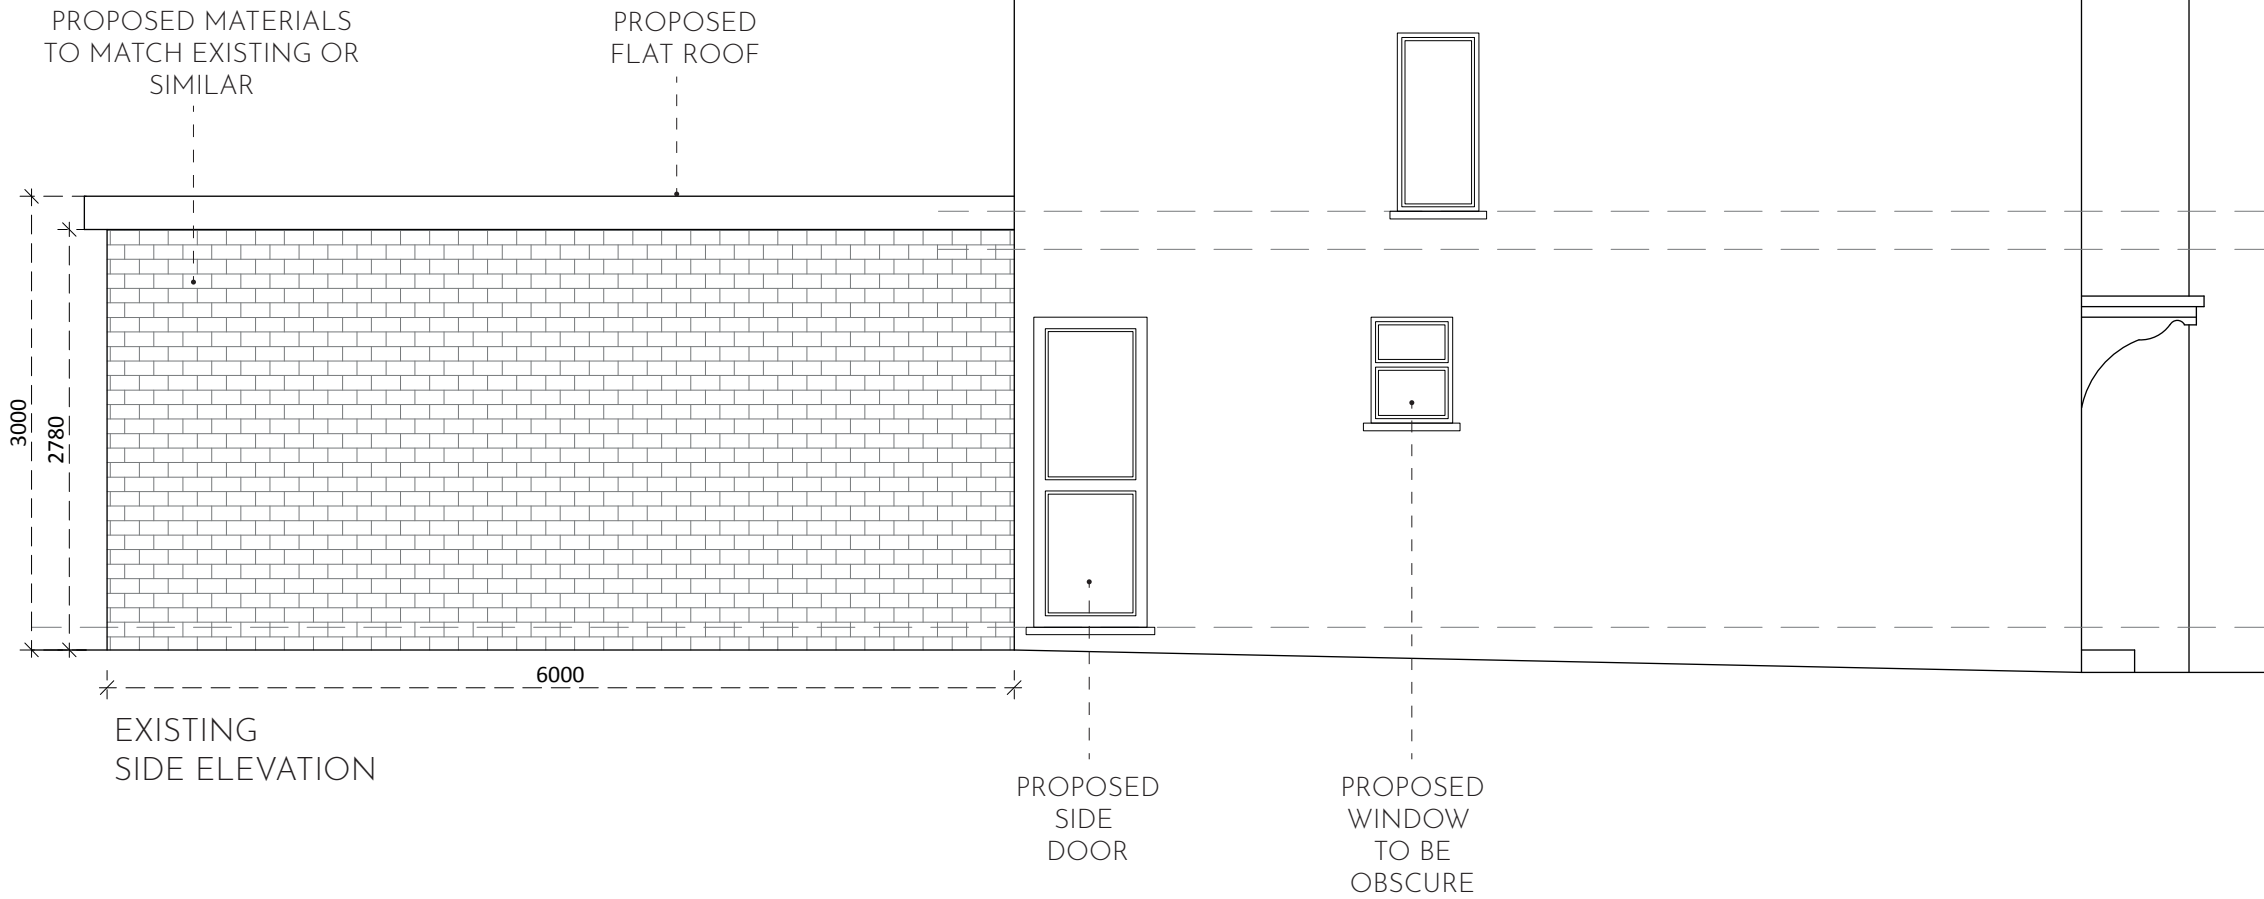 PROPOSED MATERIALS
TO MATCH EXISTING OR
SIMILAR
PROPOSED
FLAT ROOF
3000
2780
6000
EXISTING
SIDE ELEVATION
PROPOSED
SIDE
DOOR
PROPOSED
WINDOW
TO BE
OBSCURE